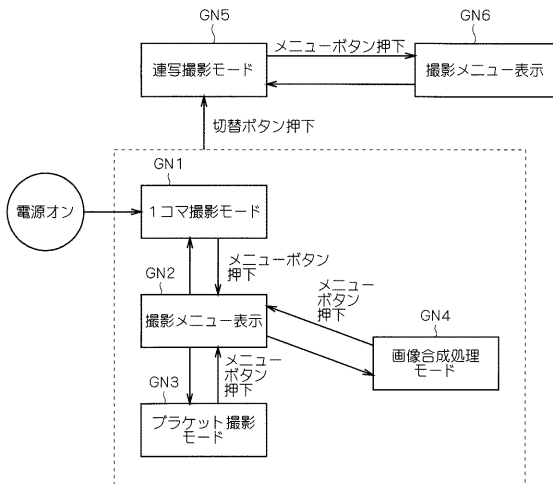 GN5
GN6
連写撮影モード
メニューボタン押下
撮影メニュー表示
切替ボタン押下
電源オン
GN1
1コマ撮影モード
メニューボタン
押下
GN2
撮影メニュー表示
メニュー
ボタン
押下
GN4
画像合成処理
モード
GN3
メニュー
ボタン
押下
ブラケット撮影
モード